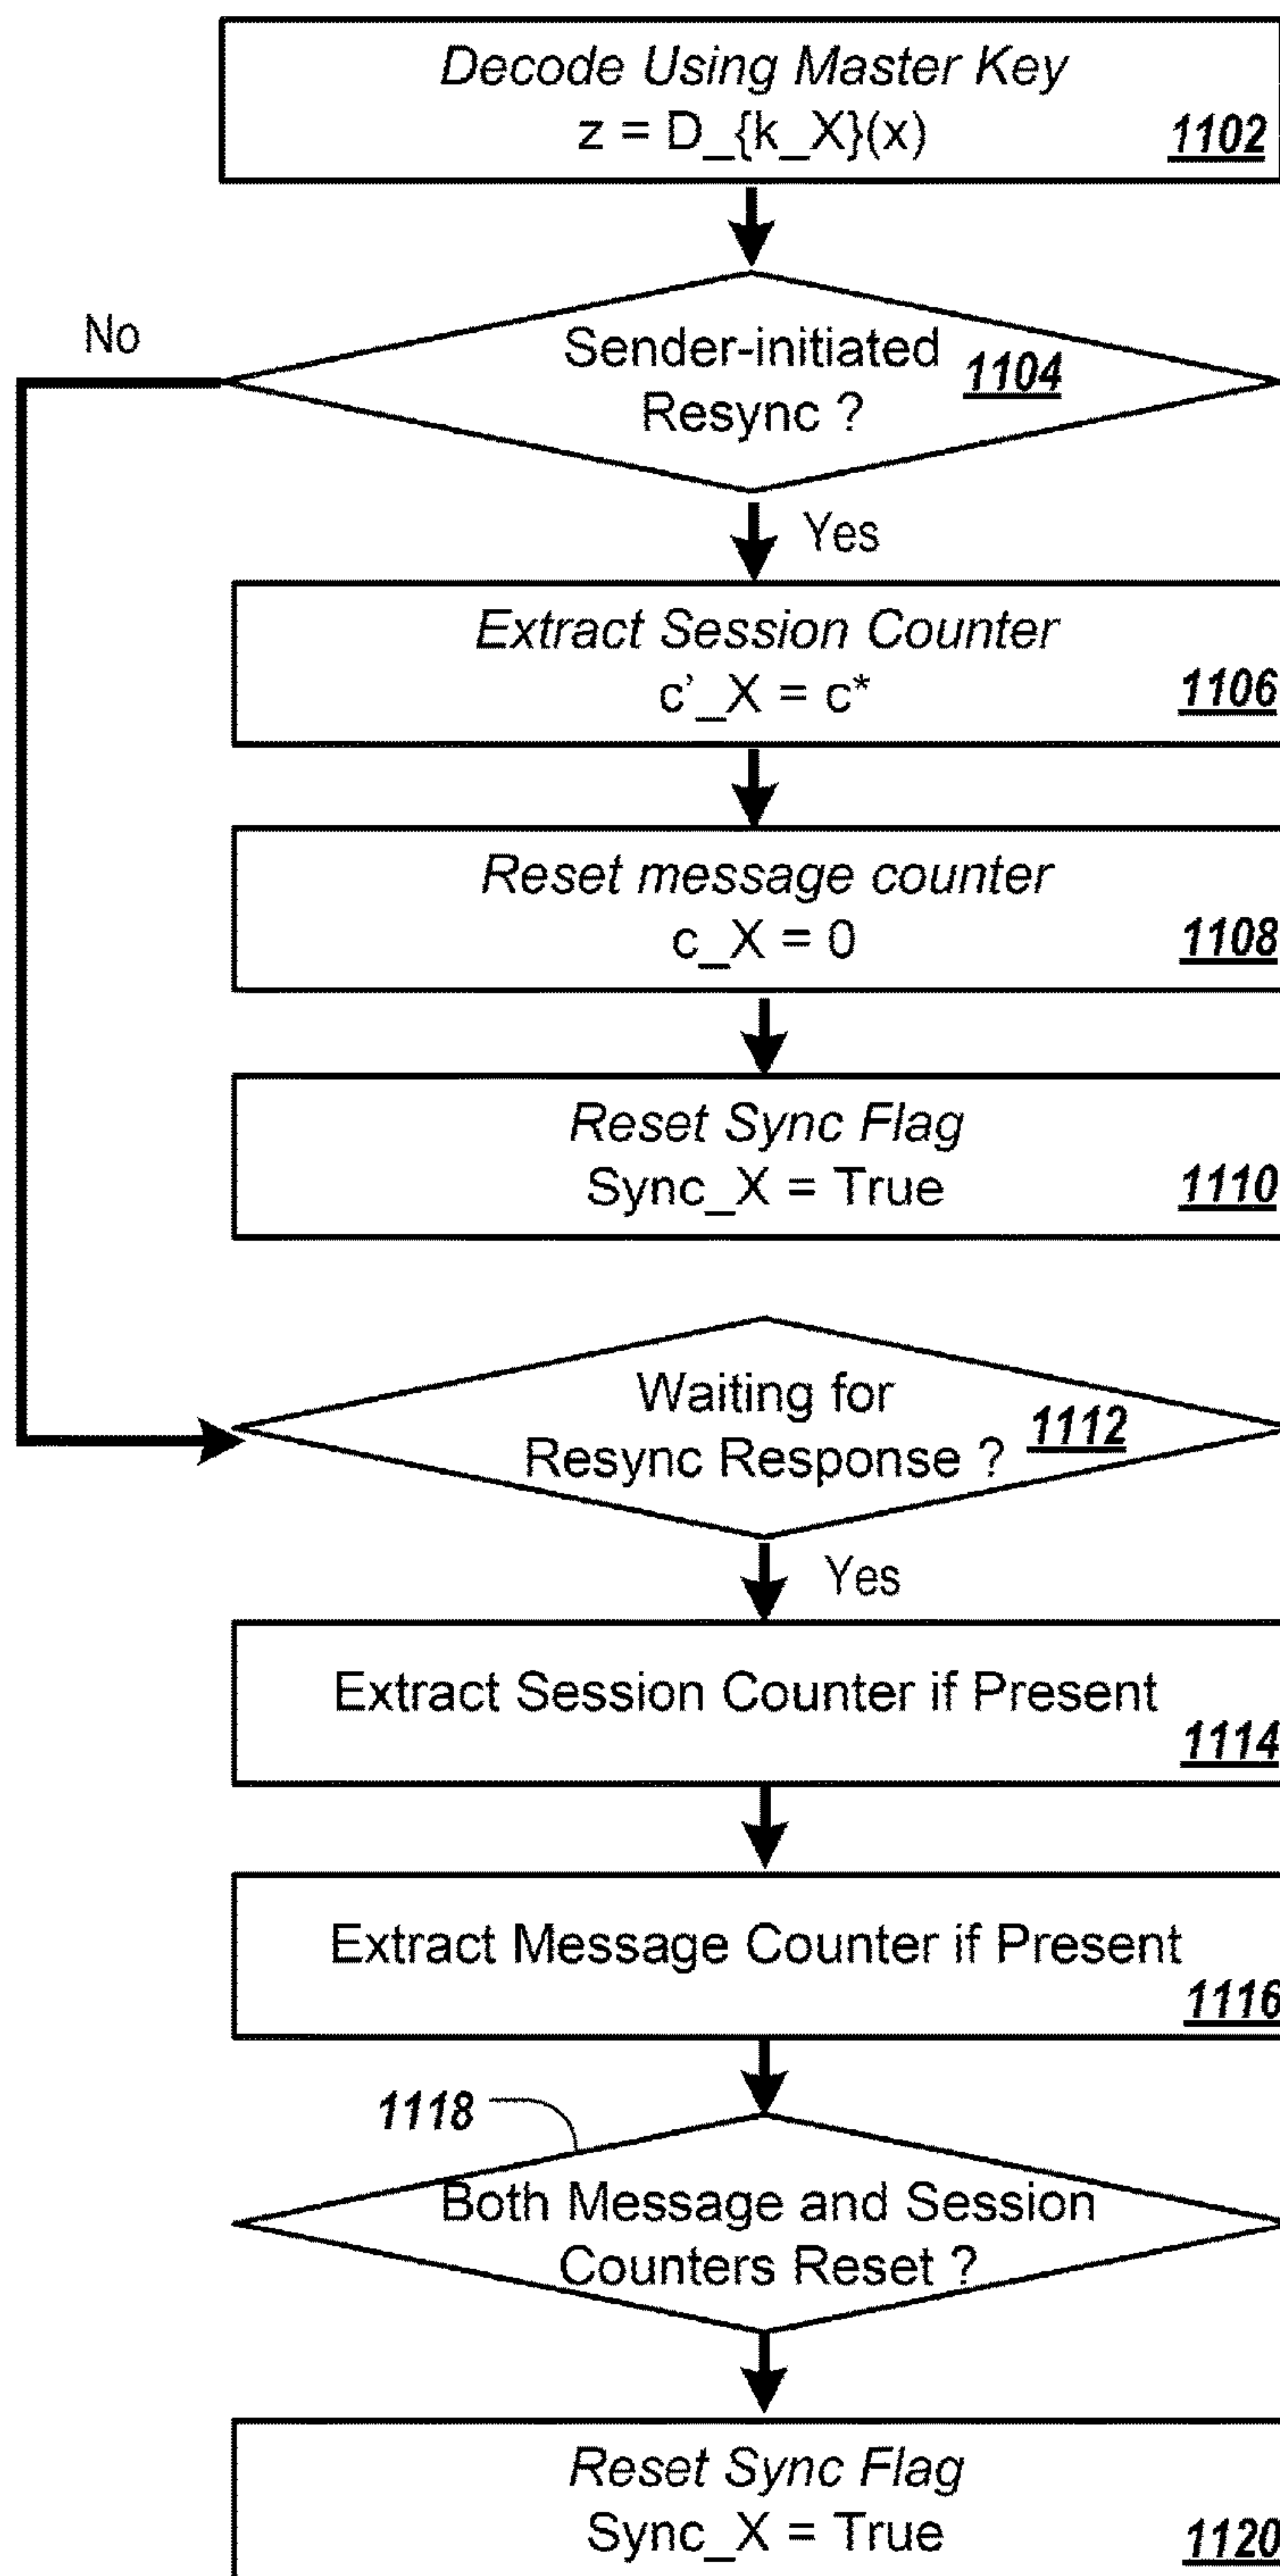 Decode Using Master Key
z = D_{k_X}(x)
1102
No
Sender-initiated
Resync ?
1104
Yes
Extract Session Counter
c’_X = c*
1106
Reset message counter
c_X = 0
1108
Reset Sync Flag
Sync_X = True
1110
Waiting for
Resync Response ?
1112
Yes
Extract Session Counter if Present
1114
Extract Message Counter if Present
1116
1118
Both Message and Session
Counters Reset ?
Reset Sync Flag
Sync_X = True
1120